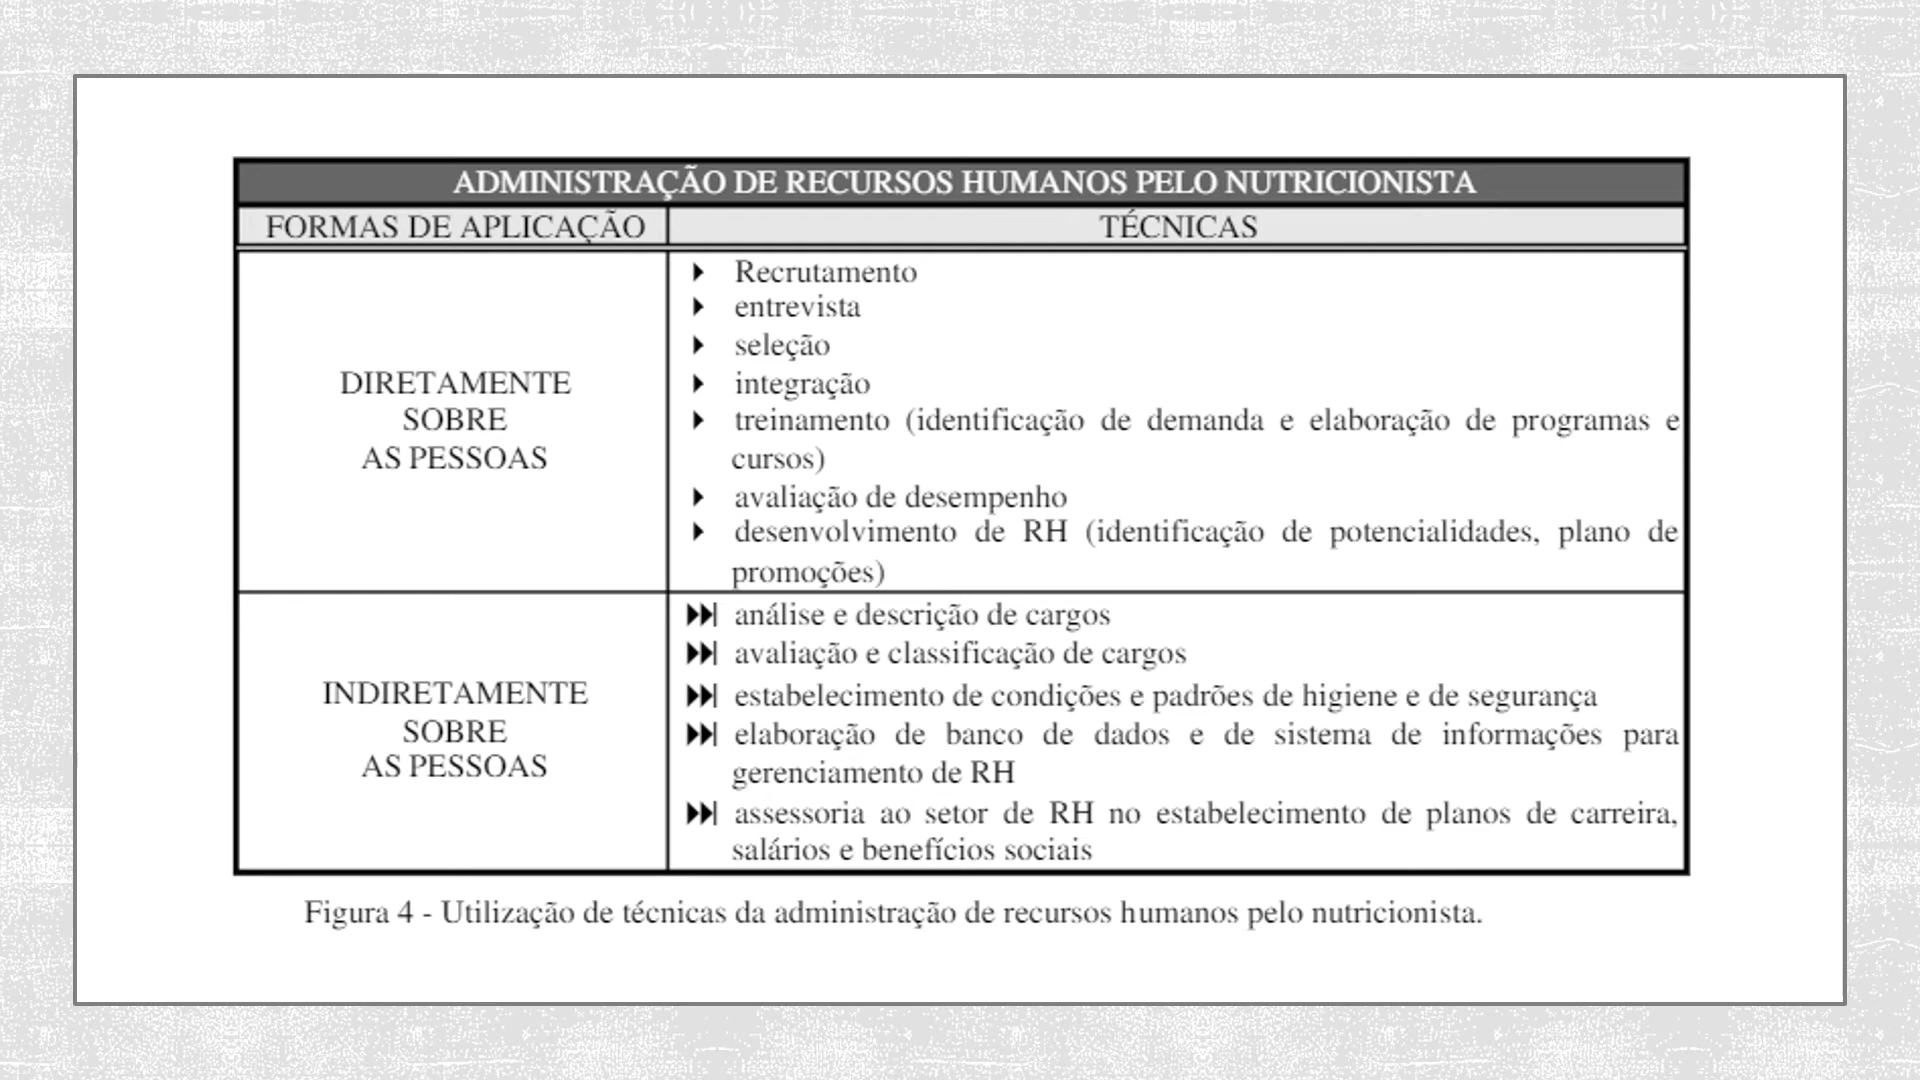 ADMINISTRAÇÃO DE RECURSOS HUMANOS PELO NUTRICIONISTA
FORMAS DE APLICAÇÃO
TÉCNICAS
DIRETAMENTE
SOBRE
AS PESSOAS
Recrutamento
entrevista
seleção
integração
treinamento (identificação de demanda e elaboração de programas e
cursos)
avaliação de desempenho
desenvolvimento de RH (identificação de potencialidades, plano de
promoções)
INDIRETAMENTE
SOBRE
AS PESSOAS
análise e descrição de cargos
avaliação e classificação de cargos
estabelecimento de condições e padrões de higiene e de segurança
elaboração de banco de dados e de sistema de informações para
gerenciamento de RH
assessoria ao setor de RH no estabelecimento de planos de carreira,
salários e benefícios sociais
Figura 4 - Utilização de técnicas da administração de recursos humanos pelo nutricionista.